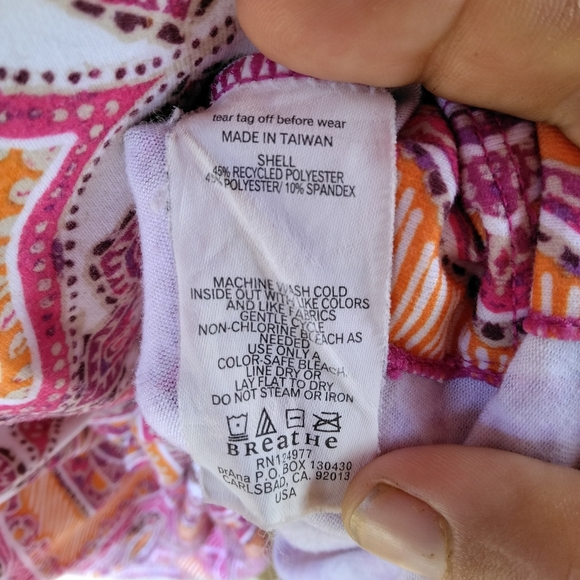 tear tag off before wear
MADE IN TAIWAN
SHELL
45% RECYCLED POLYESTER
45% POLYESTER/ 10% SPANDEX
MACHINE WASH COLD
INSIDE OUT WITH LIKE COLORS
AND LIKE FABRICS
GENTLE CYCLE
NON-CHLORINE BLEACH AS
NEEDED
USE ONLY A
COLOR-SAFE BLEACH.
LINE DRY OR
LAY FLAT TO DRY
DO NOT STEAM OR IRON
BReatHe
RN124977
prAna P.O. BOX 130430
CARLSBAD, CA. 92013
USA